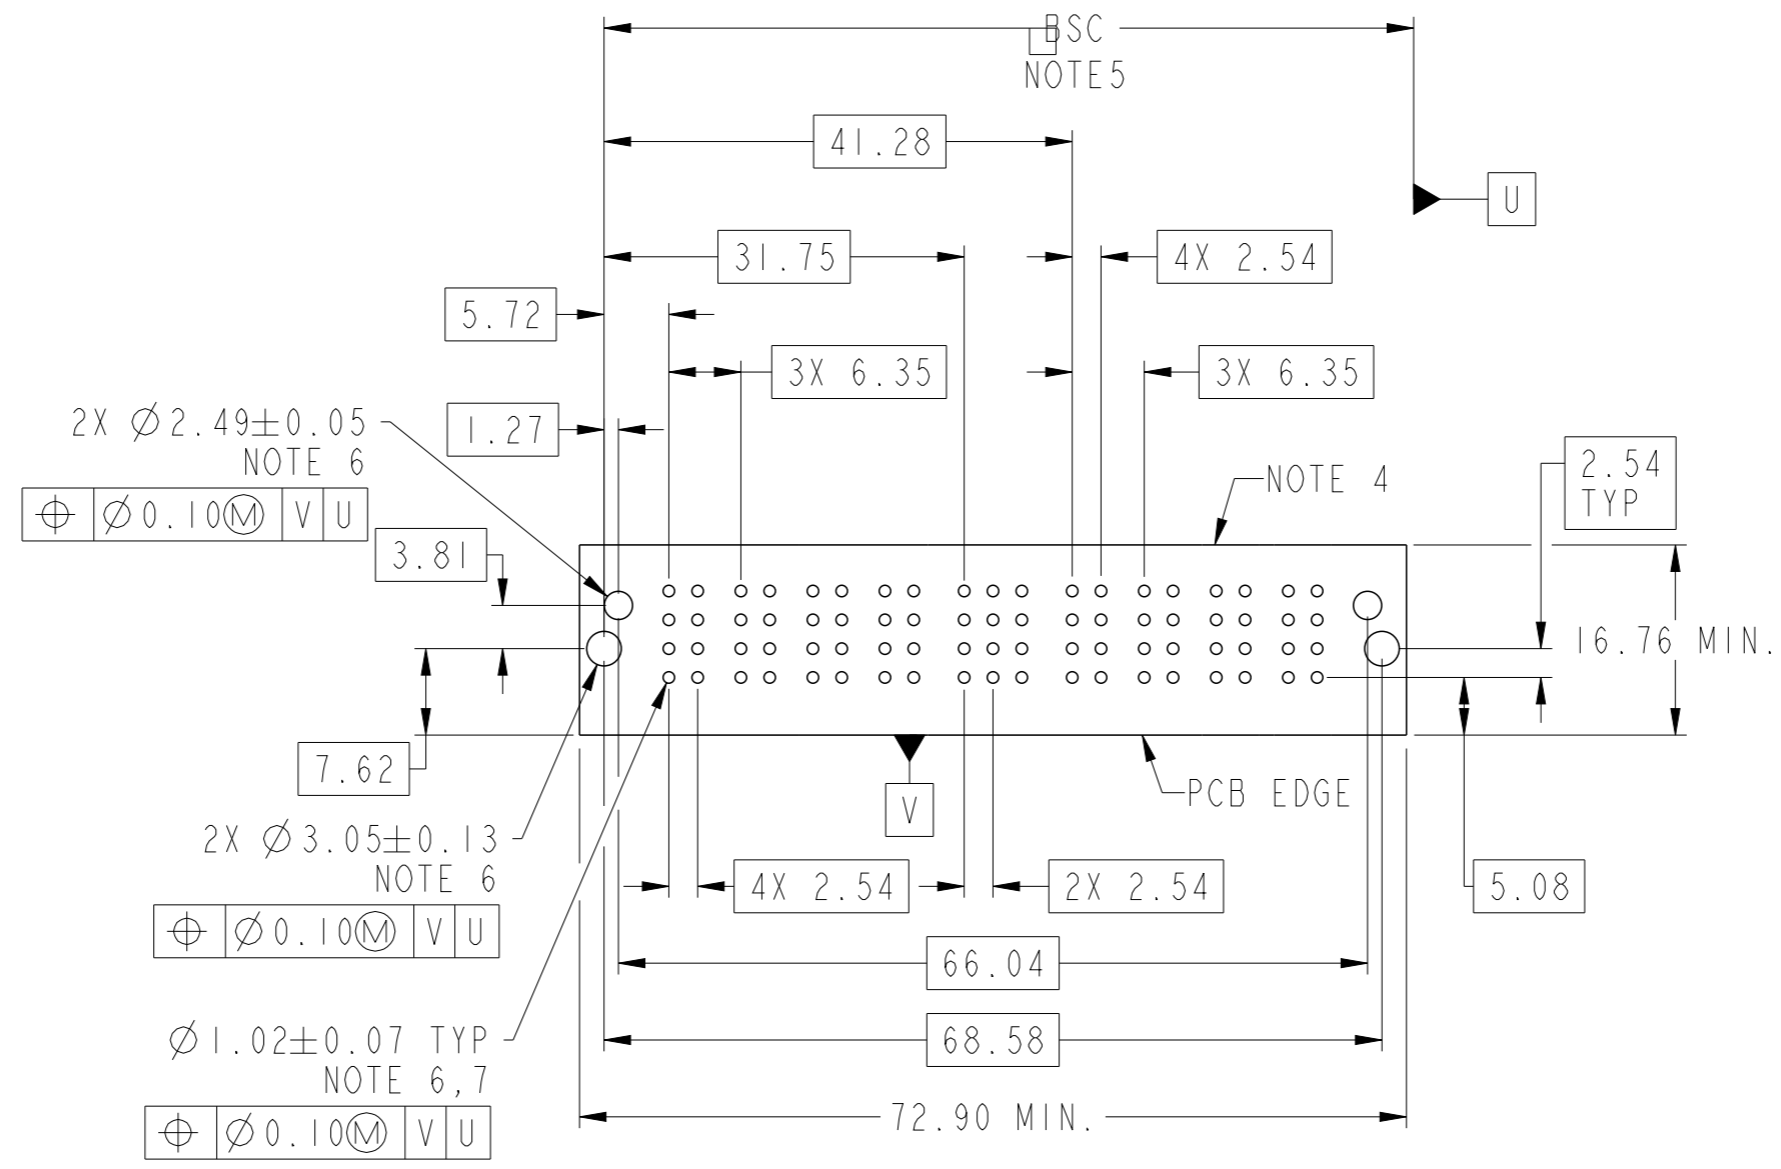 BSC
NOTE5
41.28
U
31.75
4X 2.54
5.72
3X 6.35
3X 6.35
2X ∅2.49±0.05
NOTE 6
1.27
⌖ ∅0.10Ⓜ V U
NOTE 4
2.54
TYP
3.81
16.76 MIN.
7.62
V
PCB EDGE
2X ∅3.05±0.13
NOTE 6
⌖ ∅0.10Ⓜ V U
4X 2.54
2X 2.54
5.08
66.04
∅1.02±0.07 TYP
NOTE 6,7
⌖ ∅0.10Ⓜ V U
68.58
72.90 MIN.